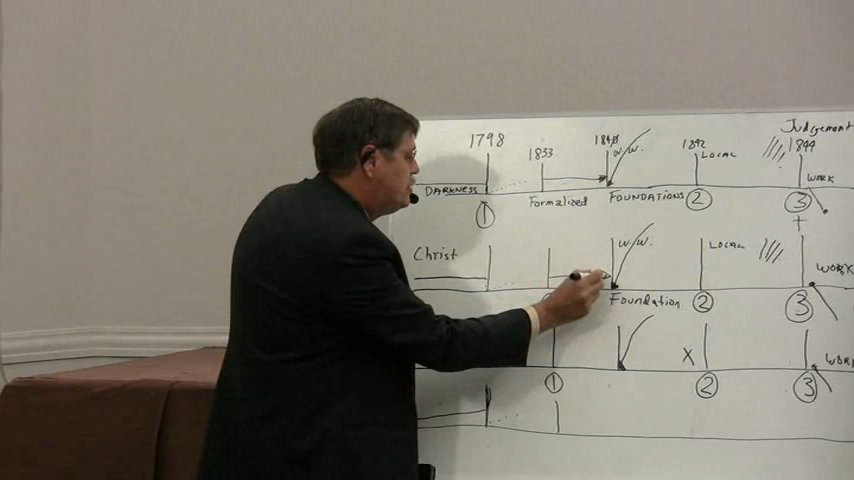 Judgement
1798 1833 1840 1842 1844
W.W. LOCAL WORK
DARKNESS Formalized FOUNDATIONS
1 2 3
+
Christ W.W. LOCAL WORK
Foundation 2 3
X WORK
1 2 3